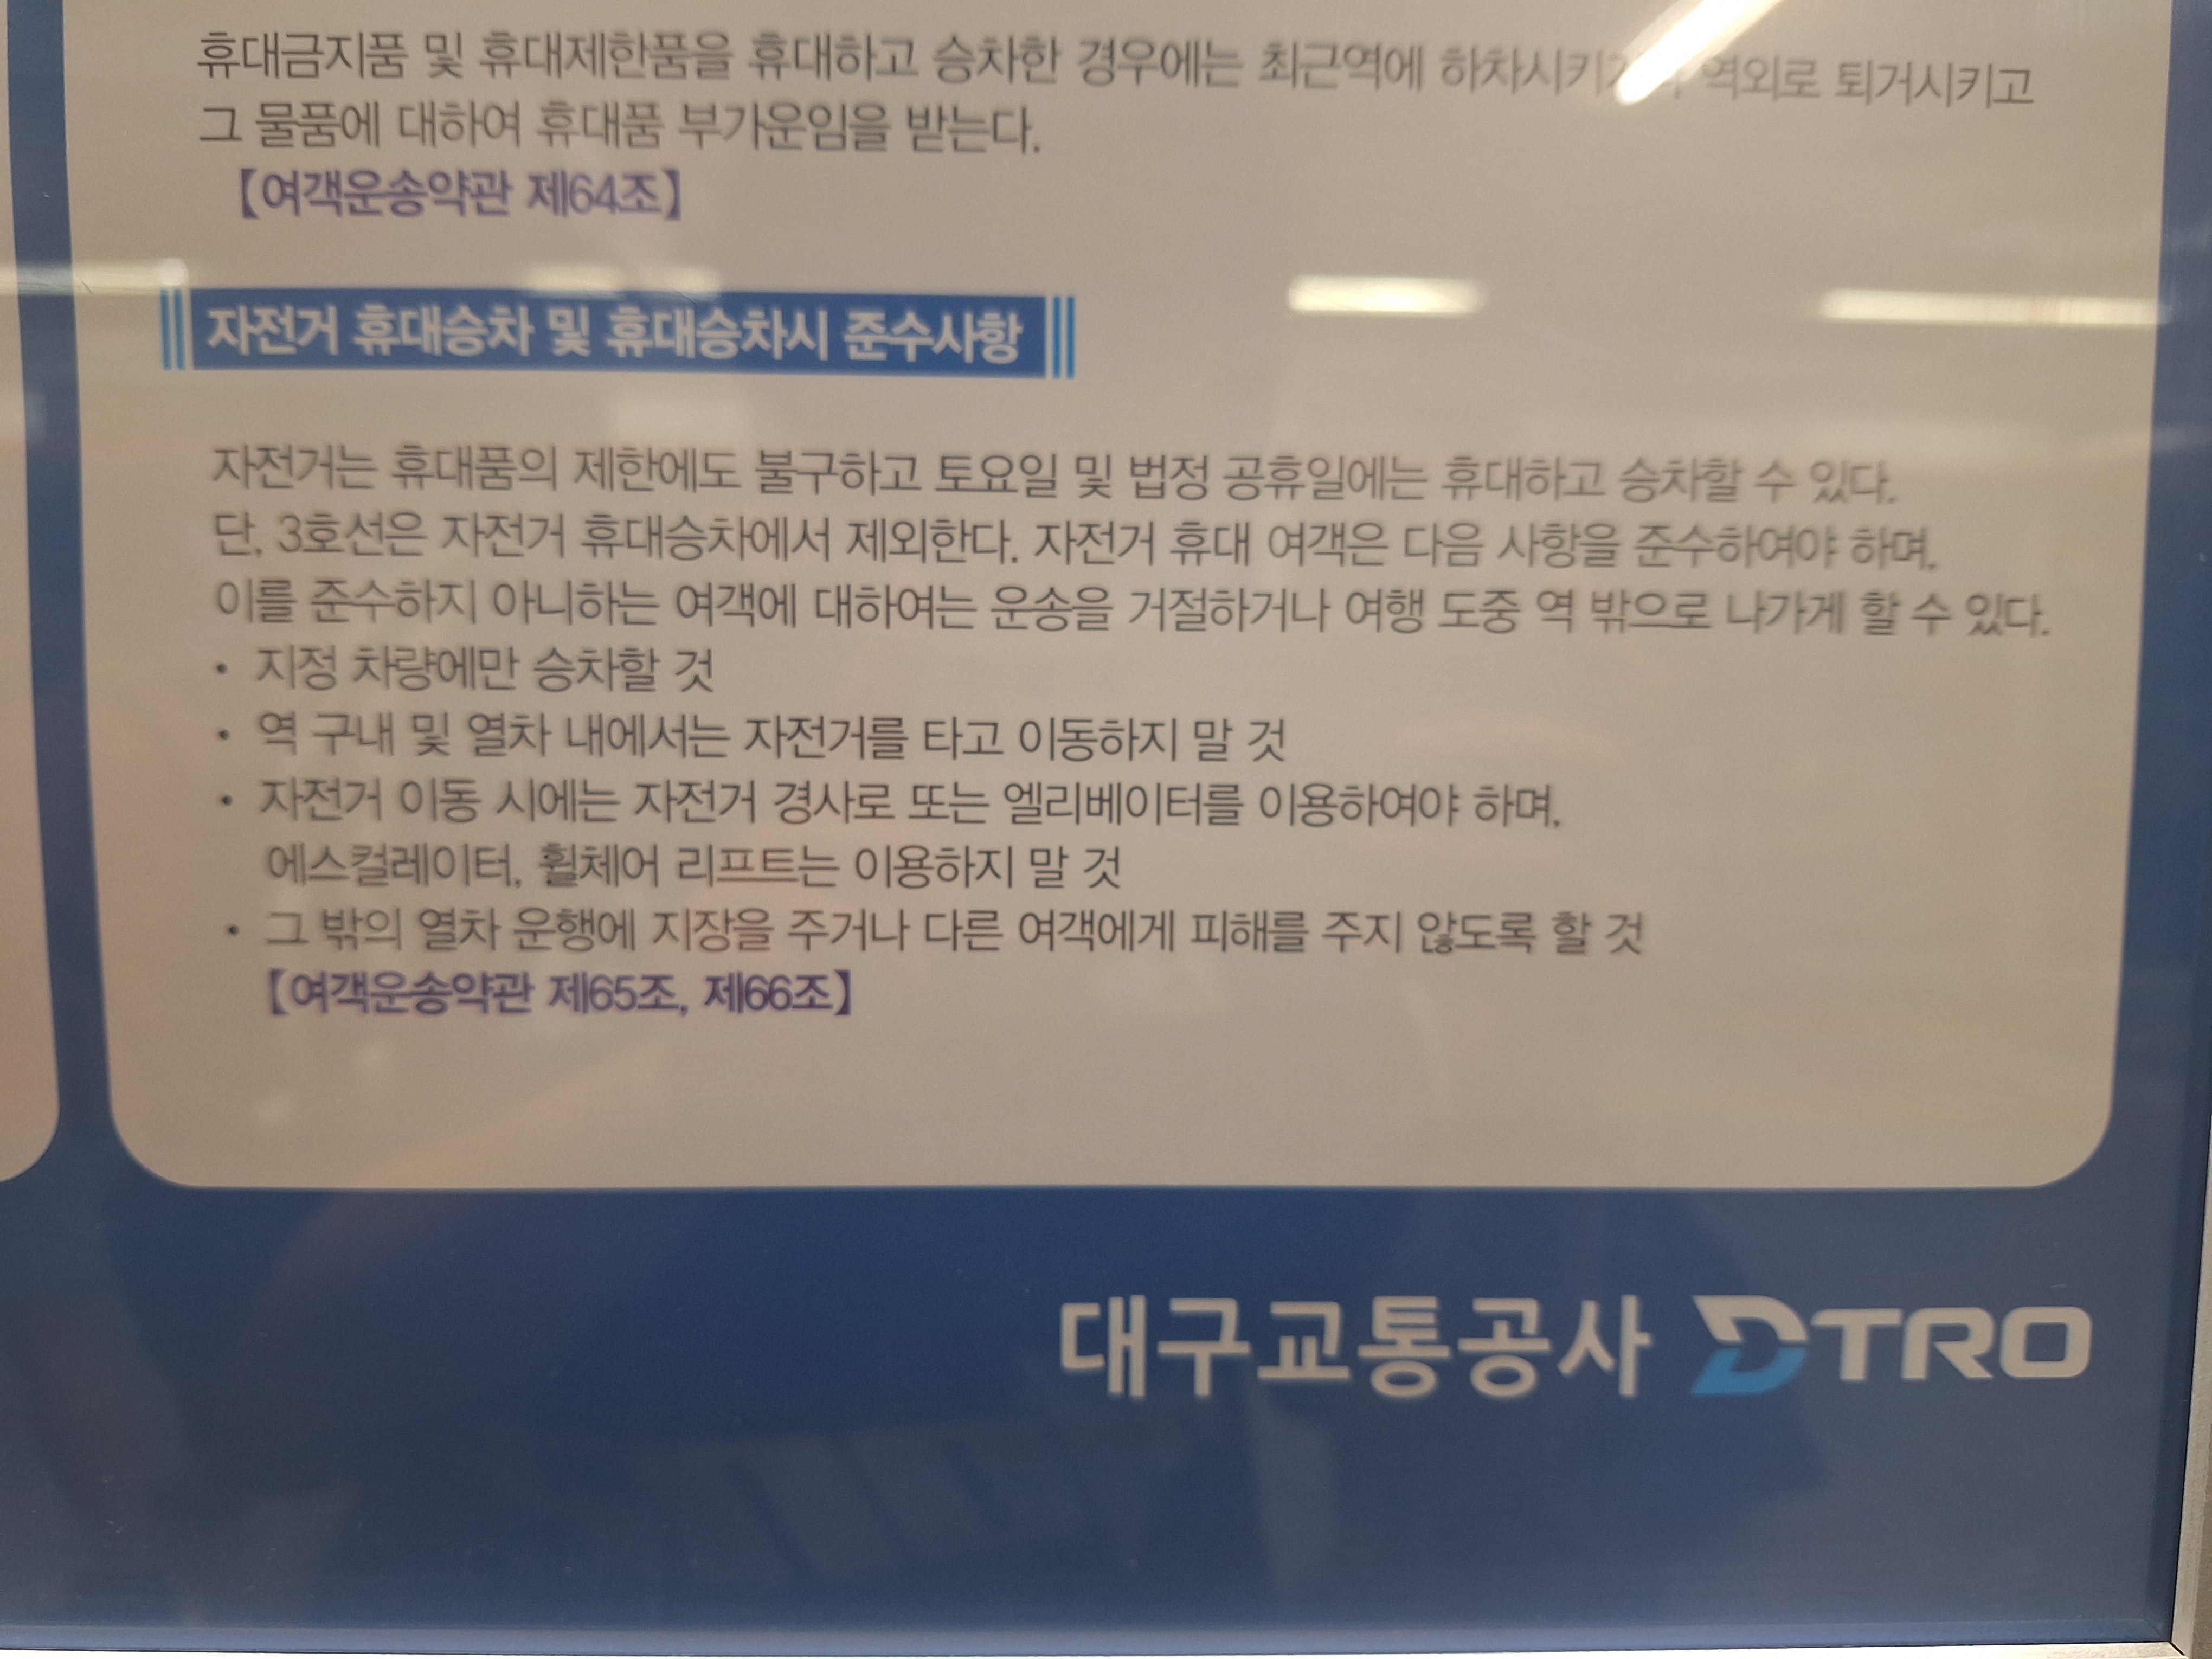 휴대금지품 및 휴대제한품을 휴대하고 승차한 경우에는 최근역에 하차시키거나 역외로 퇴거시키고
그 물품에 대하여 휴대품 부가운임을 받는다.
【여객운송약관 제64조】
자전거 휴대승차 및 휴대승차시 준수사항
자전거는 휴대품의 제한에도 불구하고 토요일 및 법정 공휴일에는 휴대하고 승차할 수 있다.
단, 3호선은 자전거 휴대승차에서 제외한다. 자전거 휴대 여객은 다음 사항을 준수하여야 하며,
이를 준수하지 아니하는 여객에 대하여는 운송을 거절하거나 여행 도중 역 밖으로 나가게 할 수 있다.
• 지정 차량에만 승차할 것
• 역 구내 및 열차 내에서는 자전거를 타고 이동하지 말 것
• 자전거 이동 시에는 자전거 경사로 또는 엘리베이터를 이용하여야 하며,
에스컬레이터, 휠체어 리프트는 이용하지 말 것
• 그 밖의 열차 운행에 지장을 주거나 다른 여객에게 피해를 주지 않도록 할 것
【여객운송약관 제65조, 제66조】
대구교통공사 DTRO